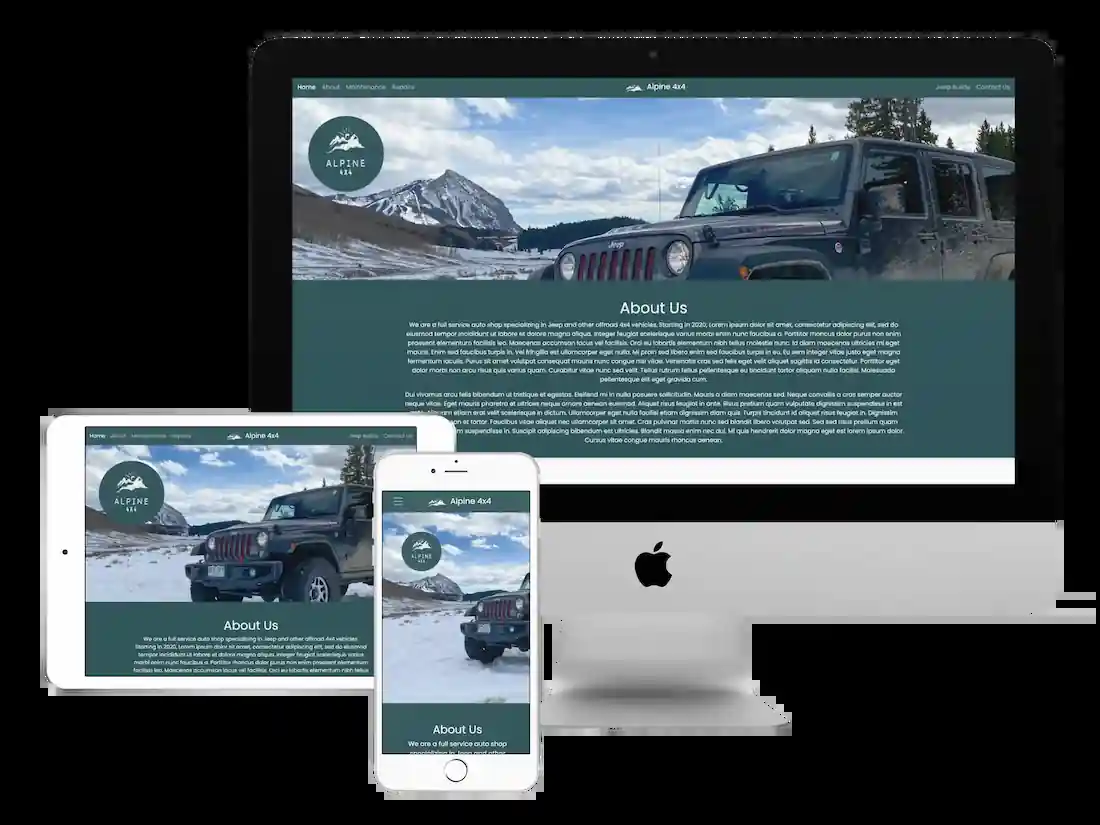 Home About Maintenance Repairs
Alpine 4x4
Jeep Builds Contact Us
ALPINE
4X4
Jeep
About Us
We are a full service auto shop specializing in Jeep and other offroad 4x4 vehicles. Starting in 2020, Lorem ipsum dolor sit amet, consectetur adipiscing elit, sed do
eiusmod tempor incididunt ut labore et dolore magna aliqua. Integer feugiat scelerisque varius morbi enim nunc faucibus a. Porttitor rhoncus dolor purus non enim
praesent elementum facilisis leo. Maecenas accumsan lacus vel facilisis. Orci eu lobortis elementum nibh tellus molestie nunc. Id diam maecenas ultricies mi eget
mauris. Enim sed faucibus turpis in. Vel fringilla est ullamcorper eget nulla. Mi proin sed libero enim sed faucibus turpis in eu. Eu sem integer vitae justo eget magna
fermentum iaculis. Purus sit amet volutpat consequat mauris nunc congue nisi vitae. Venenatis cras sed felis eget velit aliquet sagittis id consectetur. Porttitor eget
dolor morbi non arcu risus quis varius quam. Curabitur vitae nunc sed velit. Tellus rutrum tellus pellentesque eu tincidunt tortor aliquam nulla facilisi. Malesuada
pellentesque elit eget gravida cum.
Dui vivamus arcu felis bibendum ut tristique et egestas. Eleifend mi in nulla posuere sollicitudin. Mauris a diam maecenas sed. Neque convallis a cras semper auctor
vitae. Eget mauris pharetra et ultrices neque ornare aenean euismod. Aliquet risus feugiat in ante. Risus pretium quam vulputate dignissim suspendisse in est
etiam erat velit scelerisque in dictum. Ullamcorper eget nulla facilisi etiam dignissim diam quis. Turpis tincidunt id aliquet risus feugiat in. Dignissim
et tortor. Faucibus vitae aliquet nec ullamcorper sit amet. Cras pulvinar mattis nunc sed blandit libero volutpat sed. Sed sed risus pretium quam
suspendisse in. Suscipit adipiscing bibendum est ultricies. Blandit massa enim nec dui. Mi quis hendrerit dolor magna eget est lorem ipsum dolor.
Cursus vitae congue mauris rhoncus aenean.
Home About Maintenance Repairs
Alpine 4x4
Jeep Builds Contact Us
ALPINE
4X4
About Us
We are a full service auto shop specializing in Jeep and other offroad 4x4 vehicles.
Starting in 2020, Lorem ipsum dolor sit amet, consectetur adipiscing elit, sed do eiusmod
tempor incididunt ut labore et dolore magna aliqua. Integer feugiat scelerisque varius
morbi enim nunc faucibus a. Porttitor rhoncus dolor purus non enim praesent elementum
facilisis leo. Maecenas accumsan lacus vel facilisis. Orci eu lobortis elementum nibh tellus
Alpine 4x4
ALPINE
4X4
About Us
We are a full service auto shop
specializing in Jeep and other